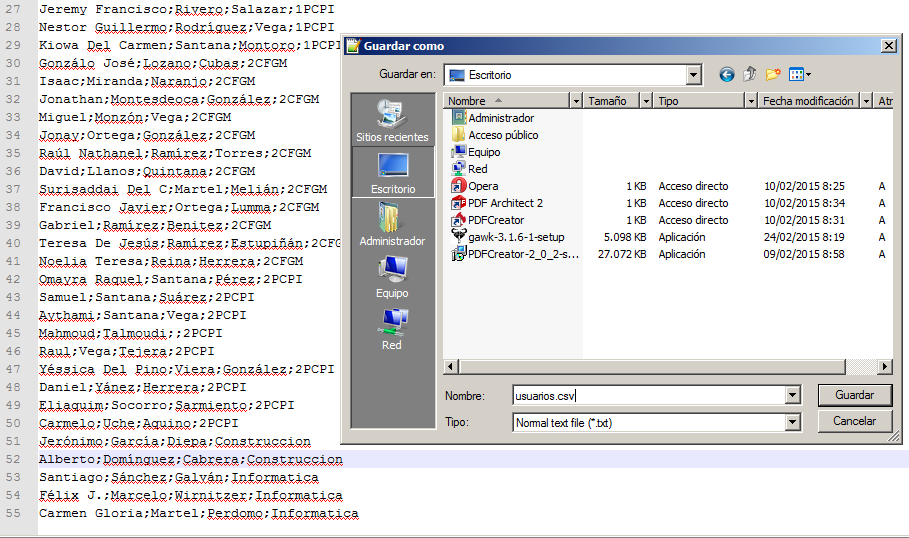 27 Jeremy Francisco;Rivero;Salazar;1PCPI
28 Nestor Guillermo;Rodríguez;Vega;1PCPI
29 Kiowa Del Carmen;Santana;Montoro;1PCPI
30 Gonzálo José;Lozano;Cubas;2CFGM
31 Isaac;Miranda;Naranjo;2CFGM
32 Jonathan;Montesdeoca;González;2CFGM
33 Miguel;Monzón;Vega;2CFGM
34 Jonay;Ortega;González;2CFGM
35 Raúl Nathanel;Ramírez;Torres;2CFGM
36 David;Llanos;Quintana;2CFGM
37 Surisaddai Del C;Martel;Melián;2CFGM
38 Francisco Javier;Ortega;Lumma;2CFGM
39 Gabriel;Ramírez;Benitez;2CFGM
40 Teresa De Jesús;Ramírez;Estupiñán;2CFG
41 Noelia Teresa;Reina;Herrera;2CFGM
42 Omayra Raquel;Santana;Pérez;2PCPI
43 Samuel;Santana;Suárez;2PCPI
44 Aythami;Santana;Vega;2PCPI
45 Mahmoud;Talmoudi;;2PCPI
46 Raul;Vega;Tejera;2PCPI
47 Yéssica Del Pino;Viera;González;2PCPI
48 Daniel;Yánez;Herrera;2PCPI
49 Eliaquim;Socorro;Sarmiento;2PCPI
50 Carmelo;Uche;Aquino;2PCPI
51 Jerónimo;García;Diepa;Construccion
52 Alberto;Domínguez;Cabrera;Construccion
53 Santiago;Sánchez;Galván;Informatica
54 Félix J.;Marcelo;Wirnitzer;Informatica
55 Carmen Gloria;Martel;Perdomo;Informatica
Guardar como
Guardar en: Escritorio
Sitios recientes
Escritorio
Administrador
Equipo
Red
Nombre Tamaño Tipo Fecha modificación Atr
Administrador
Acceso público
Equipo
Red
Opera 1 KB Acceso directo 10/02/2015 8:25 A
PDF Architect 2 1 KB Acceso directo 10/02/2015 8:34 A
PDFCreator 1 KB Acceso directo 10/02/2015 8:31 A
gawk-3.1.6-1-setup 5.098 KB Aplicación 24/02/2015 8:19 A
PDFCreator-2_0_2-s... 27.072 KB Aplicación 09/02/2015 8:58 A
Nombre: usuarios.csv Guardar
Tipo: Normal text file (*.txt) Cancelar